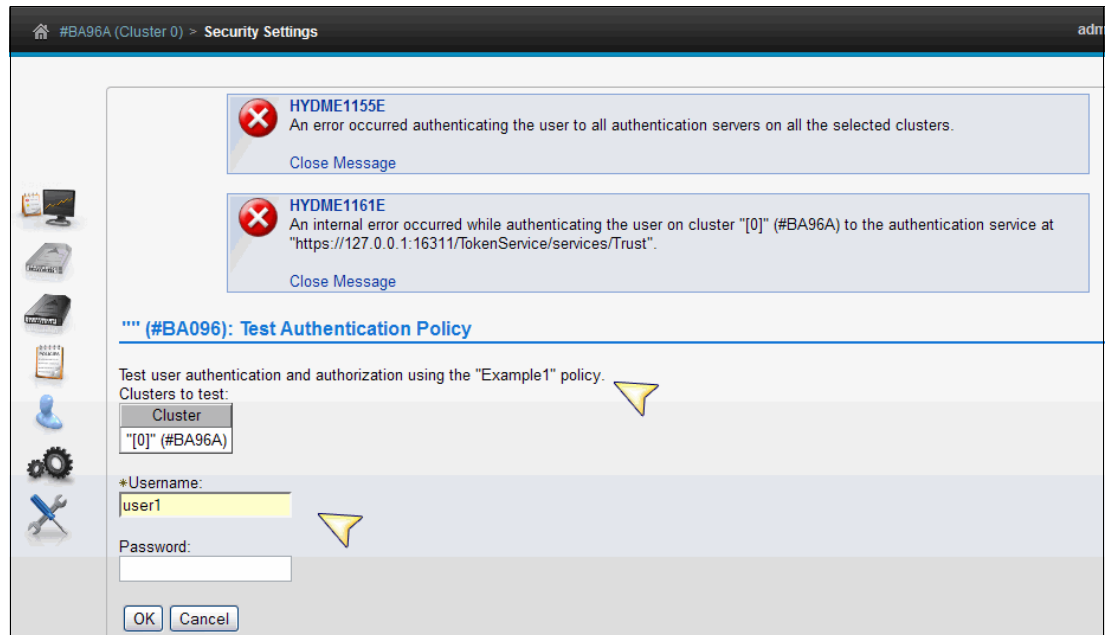 #BA96A (Cluster 0) > Security Settings
HYDME1155E
An error occurred authenticating the user to all authentication servers on all the selected clusters.
Close Message
HYDME1161E
An internal error occurred while authenticating the user on cluster "[0]" (#BA96A) to the authentication service at
"https://127.0.0.1:16311/TokenService/services/Trust".
Close Message
"" (#BA096): Test Authentication Policy
Test user authentication and authorization using the "Example1" policy.
Clusters to test:
Cluster
"[0]" (#BA96A)
*Username:
user1
Password:
OK Cancel